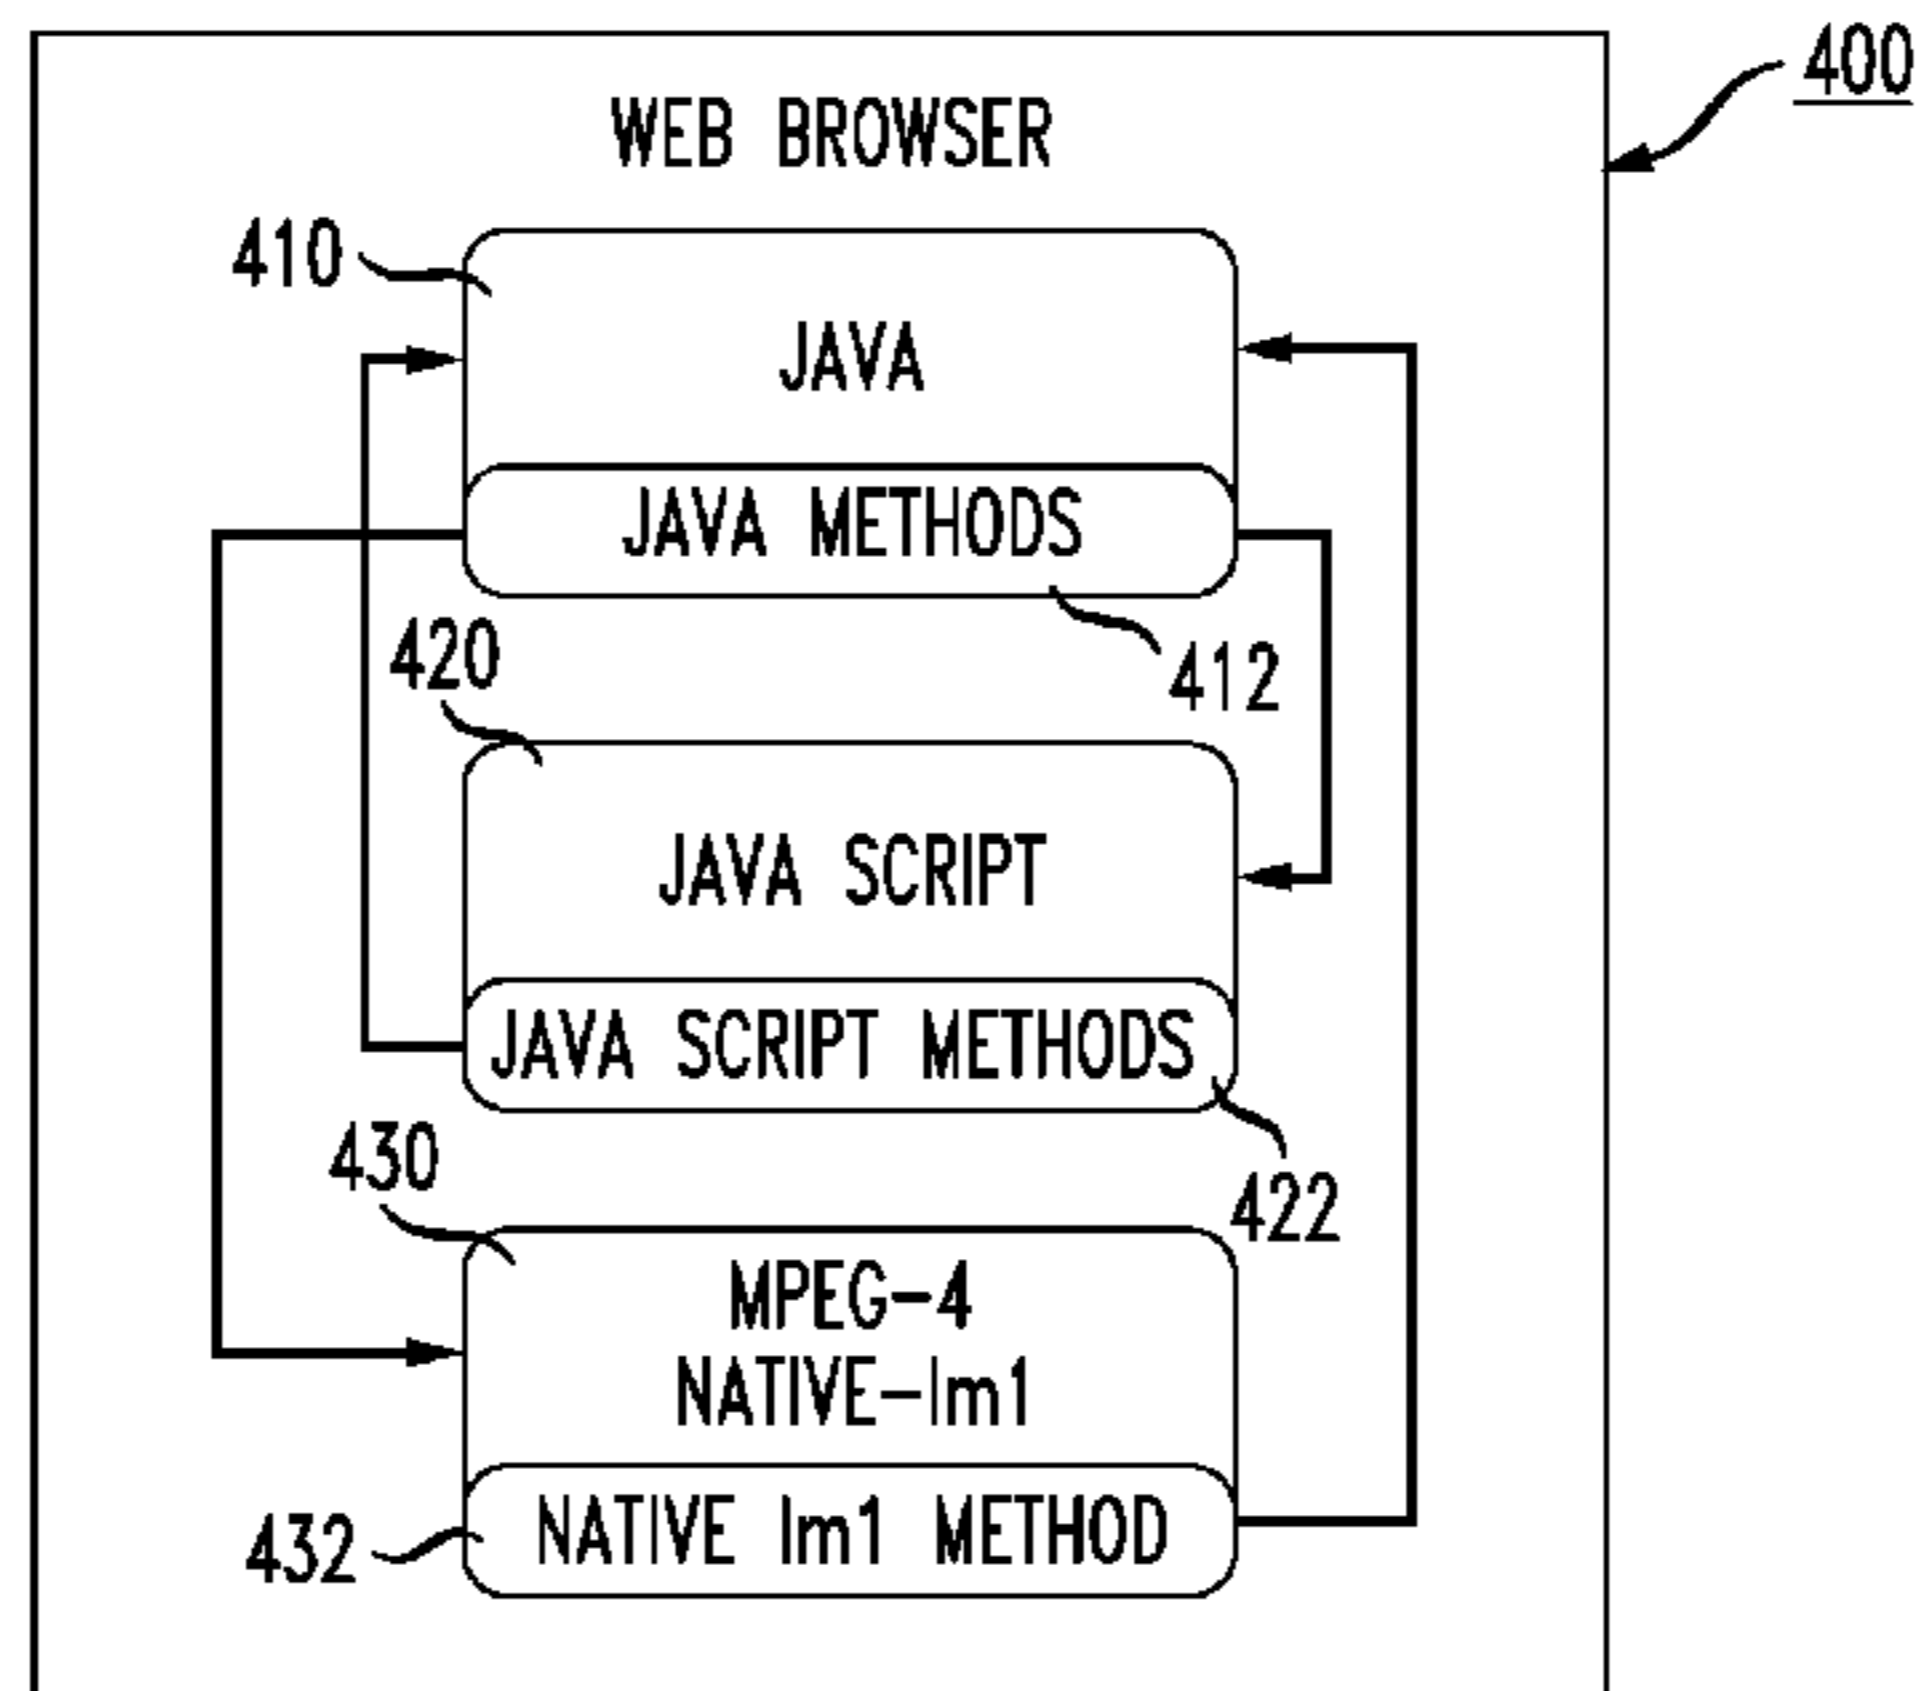 400
WEB BROWSER
410
JAVA
JAVA METHODS
412
420
JAVA SCRIPT
JAVA SCRIPT METHODS
422
430
MPEG-4
NATIVE-Im1
NATIVE Im1 METHOD
432